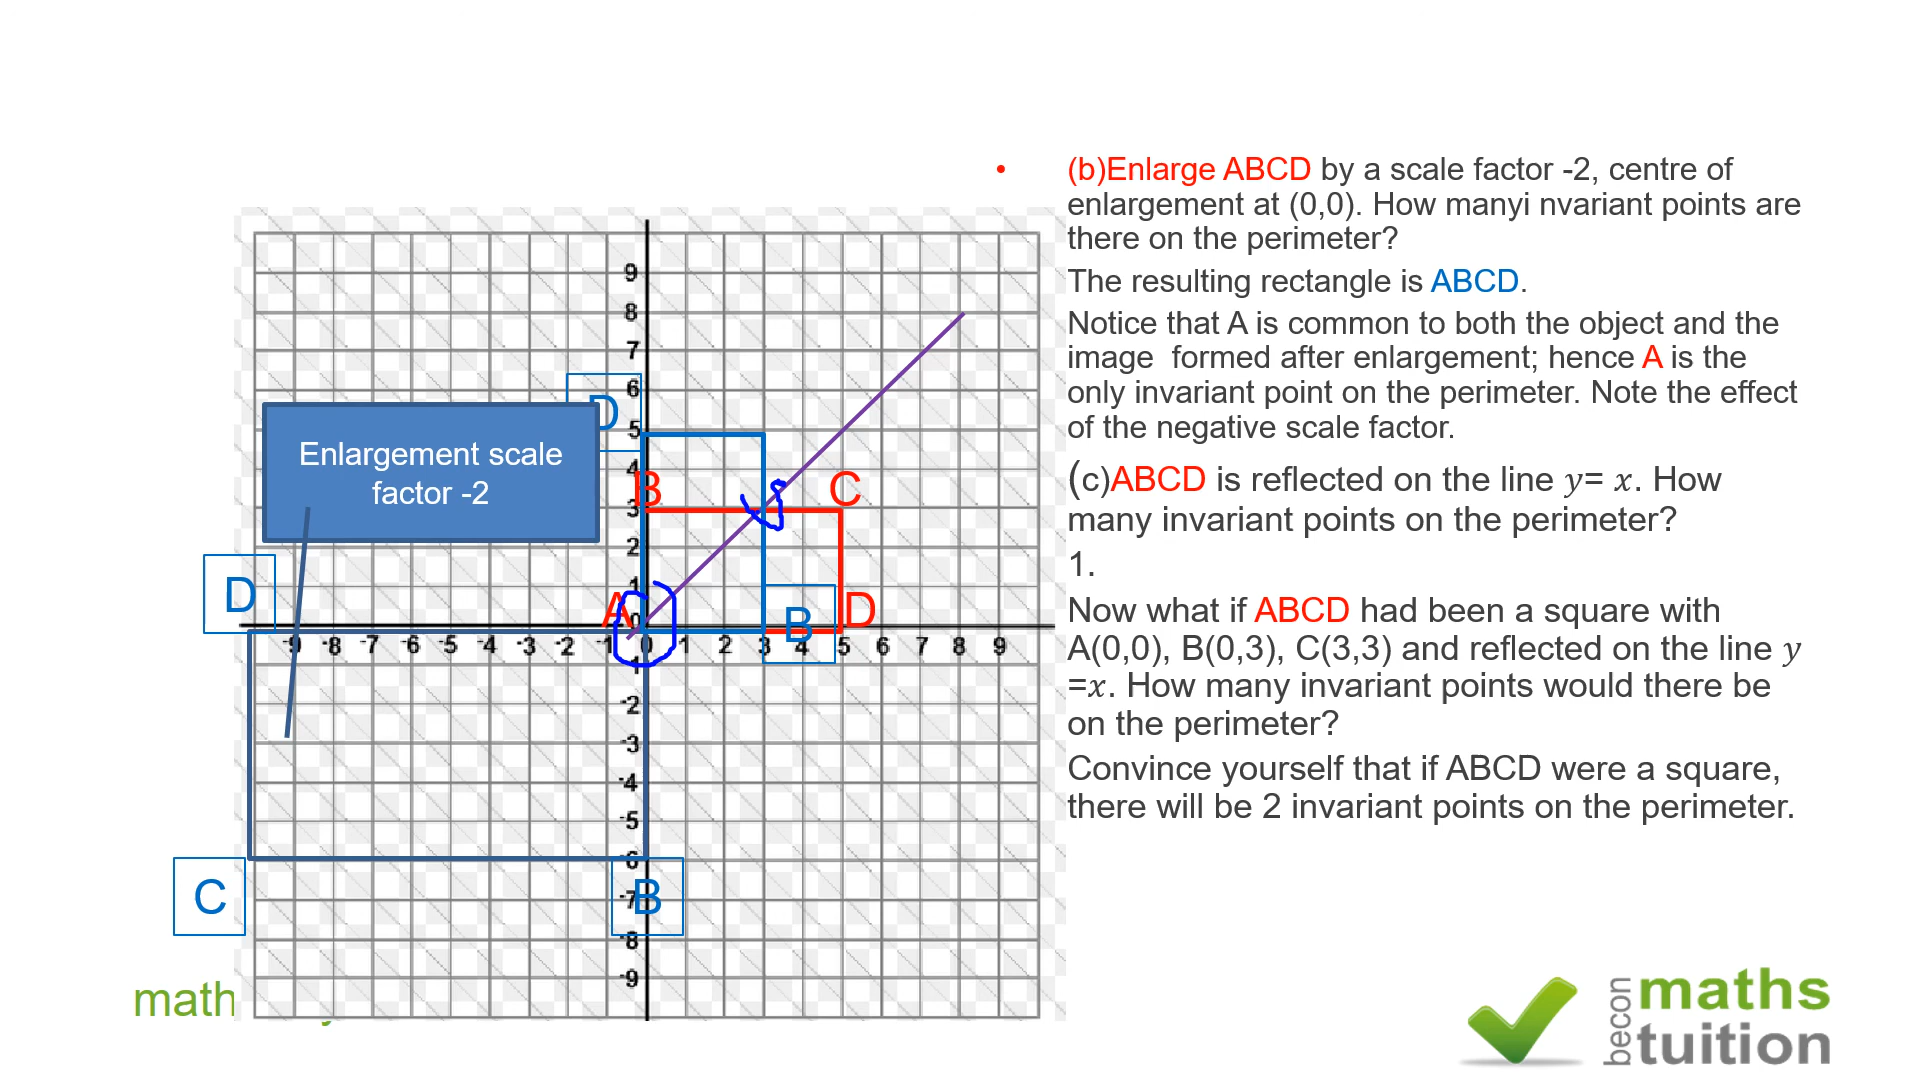 • (b)Enlarge ABCD by a scale factor -2, centre of
enlargement at (0,0). How manyi nvariant points are
there on the perimeter?
The resulting rectangle is ABCD.
Notice that A is common to both the object and the
image formed after enlargement; hence A is the
only invariant point on the perimeter. Note the effect
of the negative scale factor.
(c)ABCD is reflected on the line y= x. How
many invariant points on the perimeter?
1.
Now what if ABCD had been a square with
A(0,0), B(0,3), C(3,3) and reflected on the line y
=x. How many invariant points would there be
on the perimeter?
Convince yourself that if ABCD were a square,
there will be 2 invariant points on the perimeter.
9
8
7
6
D
5
Enlargement scale
factor -2
4
B
C
3
2
D
1
A
0
B
D
-9 -8 -7 -6 -5 -4 -3 -2 -1 0 1 2 3 4 5 6 7 8 9
-1
-2
-3
-4
-5
-6
C
-7
B
-8
-9
math
becon
maths
tuition